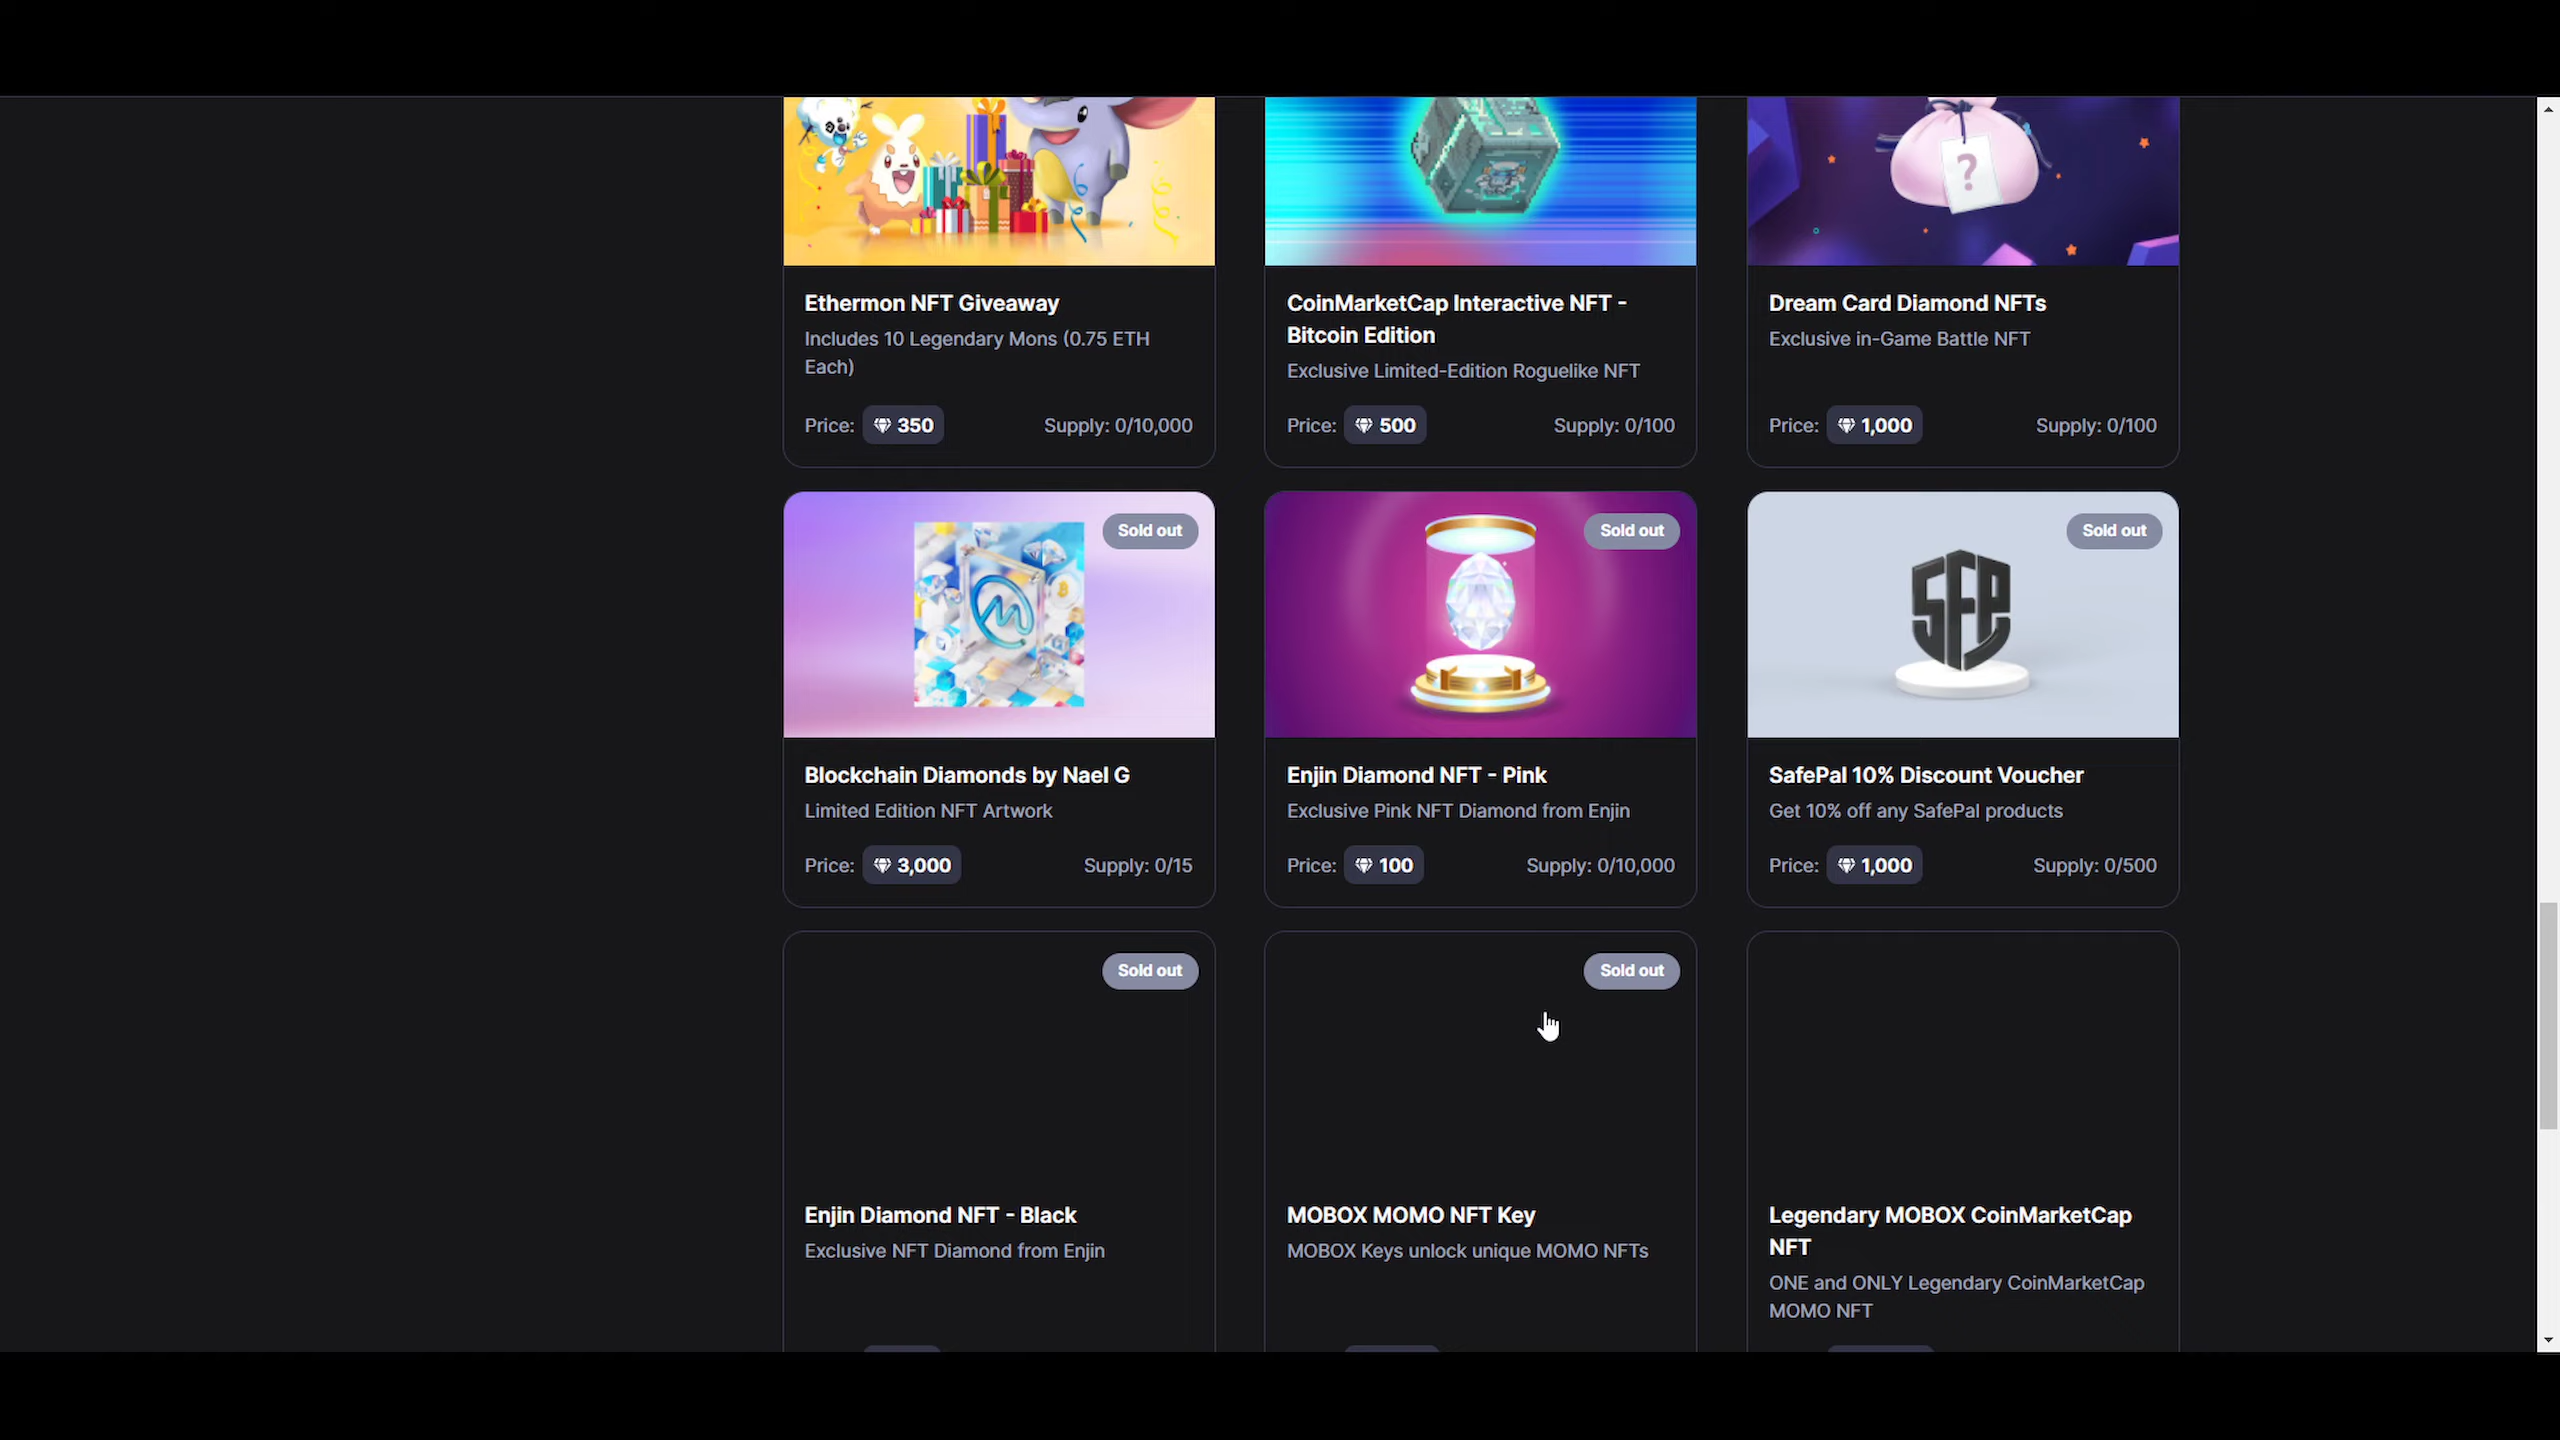 ?
Ethermon NFT Giveaway
Includes 10 Legendary Mons (0.75 ETH
Each)
Price: 350 Supply: 0/10,000
CoinMarketCap Interactive NFT -
Bitcoin Edition
Exclusive Limited-Edition Roguelike NFT
Price: 500 Supply: 0/100
Dream Card Diamond NFTs
Exclusive in-Game Battle NFT
Price: 1,000 Supply: 0/100
Sold out
Blockchain Diamonds by Nael G
Limited Edition NFT Artwork
Price: 3,000 Supply: 0/15
Sold out
Enjin Diamond NFT - Pink
Exclusive Pink NFT Diamond from Enjin
Price: 100 Supply: 0/10,000
Sold out
SFP
SafePal 10% Discount Voucher
Get 10% off any SafePal products
Price: 1,000 Supply: 0/500
Sold out
Enjin Diamond NFT - Black
Exclusive NFT Diamond from Enjin
Sold out
MOBOX MOMO NFT Key
MOBOX Keys unlock unique MOMO NFTs
Legendary MOBOX CoinMarketCap
NFT
ONE and ONLY Legendary CoinMarketCap
MOMO NFT